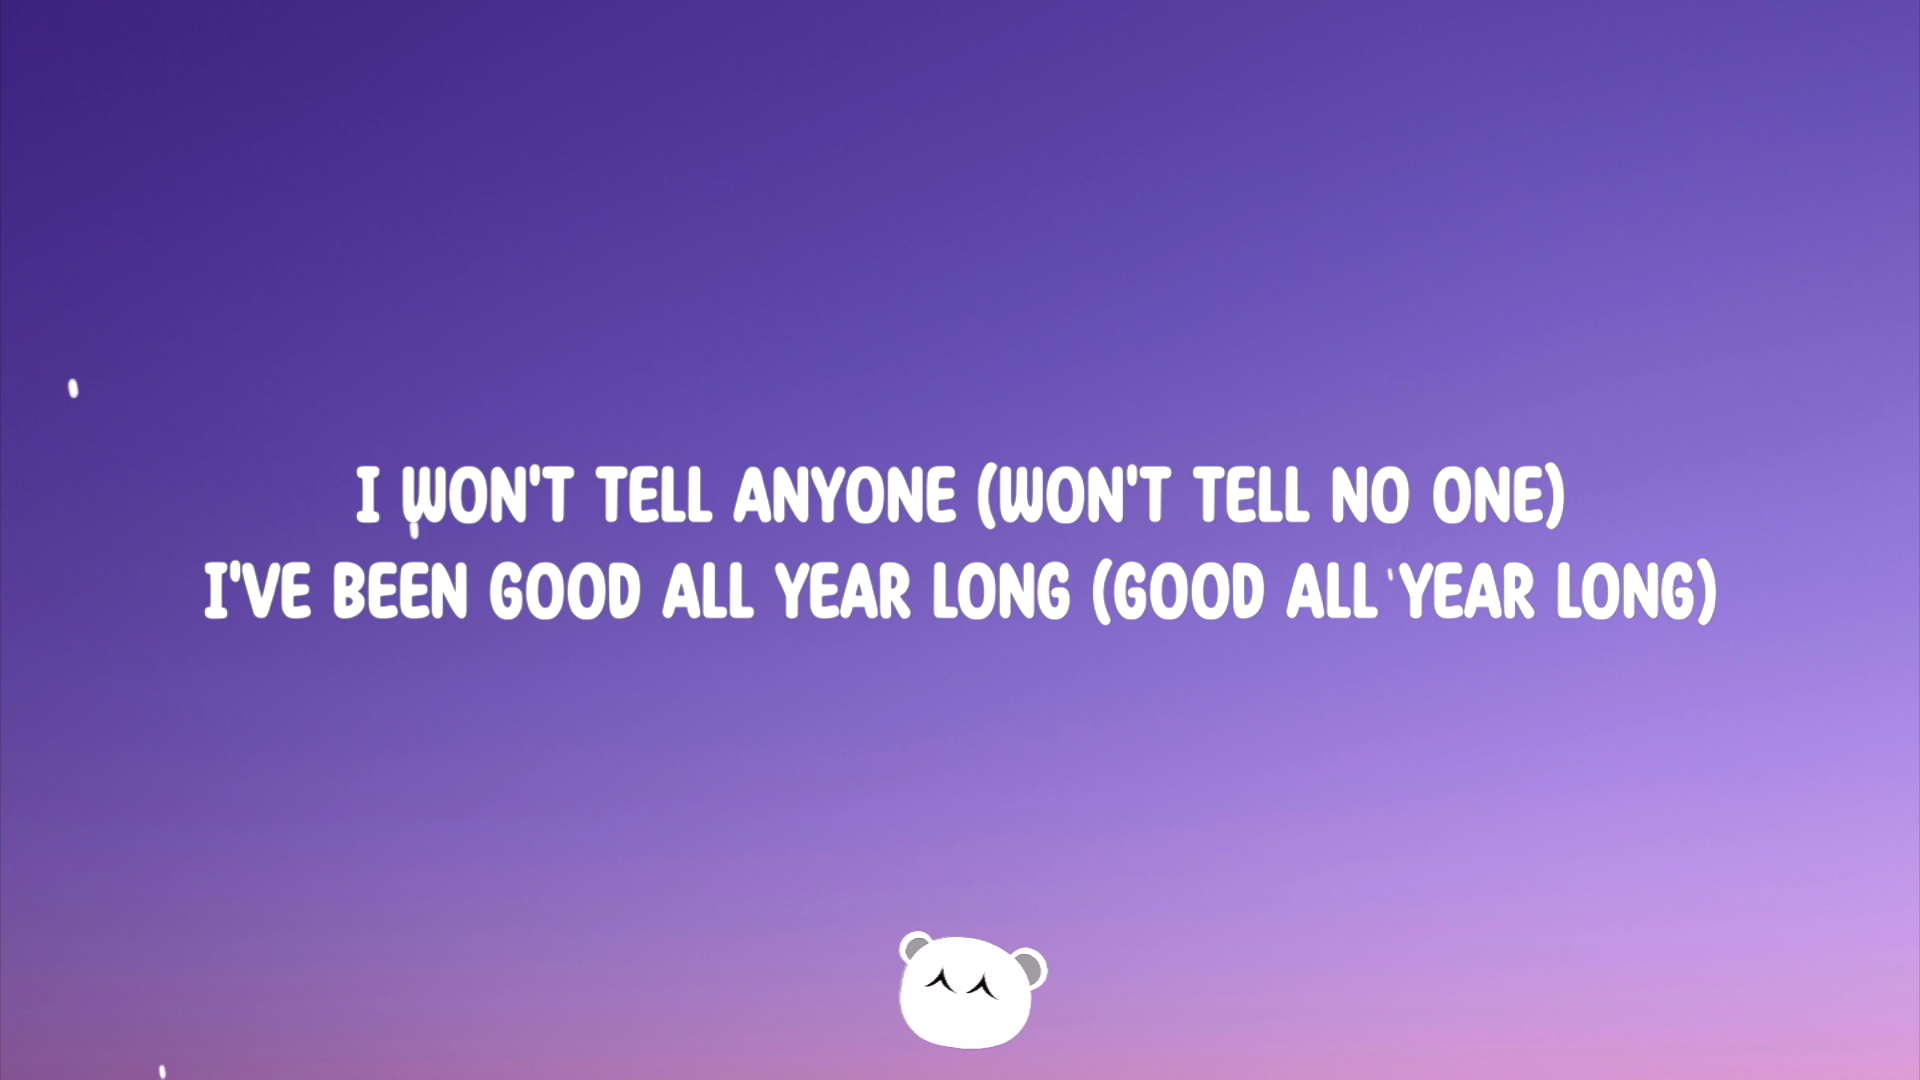 I WON'T TELL ANYONE (WON'T TELL NO ONE)
I'VE BEEN GOOD ALL YEAR LONG (GOOD ALL YEAR LONG)